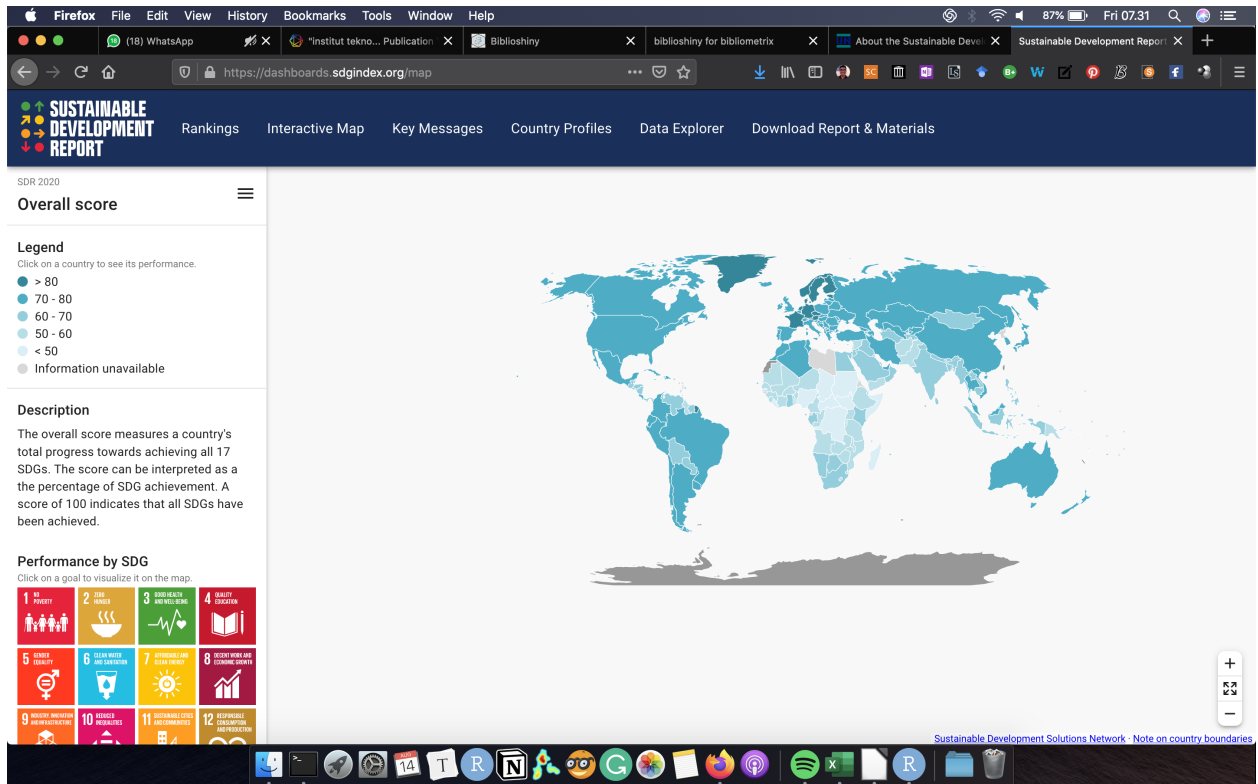 Firefox File Edit View History Bookmarks Tools Window Help
87% Fri 07.31
(18) WhatsApp
"institut tekno... Publication
Biblioshiny
biblioshiny for bibliometrix
About the Sustainable Devel
Sustainable Development Report
https://dashboards.sdgindex.org/map
SUSTAINABLE
DEVELOPMENT
REPORT
Rankings
Interactive Map
Key Messages
Country Profiles
Data Explorer
Download Report & Materials
SDR 2020
Overall score
Legend
Click on a country to see its performance.
> 80
70 - 80
60 - 70
50 - 60
< 50
Information unavailable
Description
The overall score measures a country's
total progress towards achieving all 17
SDGs. The score can be interpreted as a
the percentage of SDG achievement. A
score of 100 indicates that all SDGs have
been achieved.
Performance by SDG
Click on a goal to visualize it on the map.
1 NO POVERTY
2 ZERO HUNGER
3 GOOD HEALTH AND WELL-BEING
4 QUALITY EDUCATION
5 GENDER EQUALITY
6 CLEAN WATER AND SANITATION
7 AFFORDABLE AND CLEAN ENERGY
8 DECENT WORK AND ECONOMIC GROWTH
9 INDUSTRY, INNOVATION AND INFRASTRUCTURE
10 REDUCED INEQUALITIES
11 SUSTAINABLE CITIES AND COMMUNITIES
12 RESPONSIBLE CONSUMPTION AND PRODUCTION
Sustainable Development Solutions Network · Note on country boundaries
AUG
14